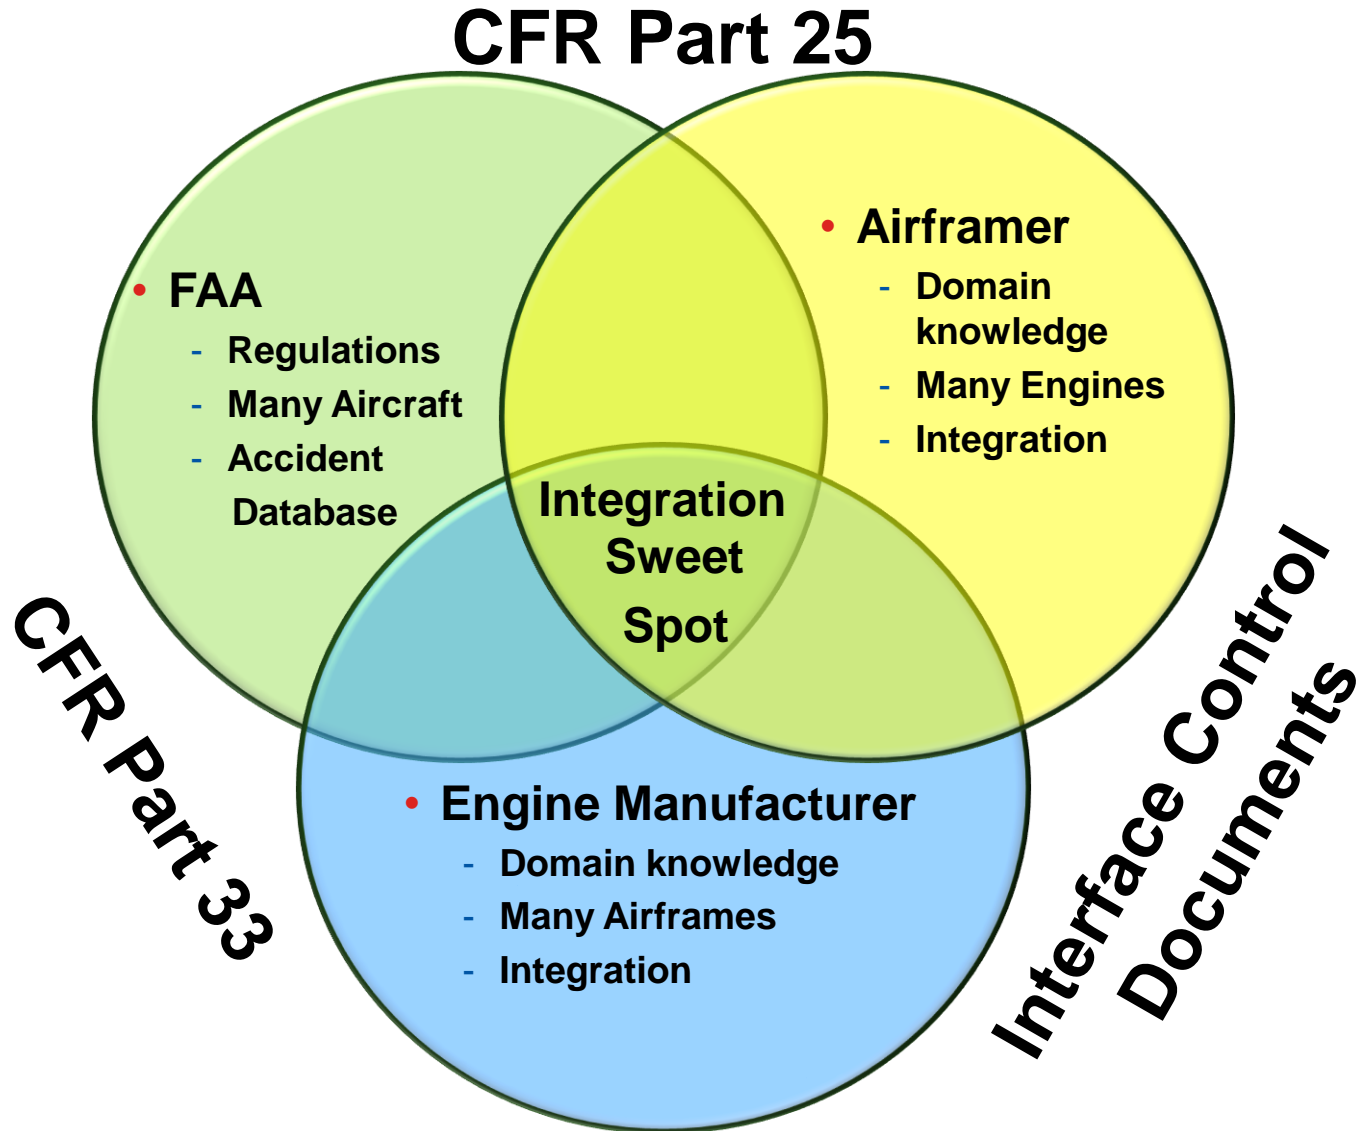 CFR Part 25
• FAA
- Regulations
- Many Aircraft
- Accident
Database
• Airframer
- Domain
knowledge
- Many Engines
- Integration
Integration
Sweet
Spot
• Engine Manufacturer
- Domain knowledge
- Many Airframes
- Integration
CFR Part 33
Interface Control
Documents